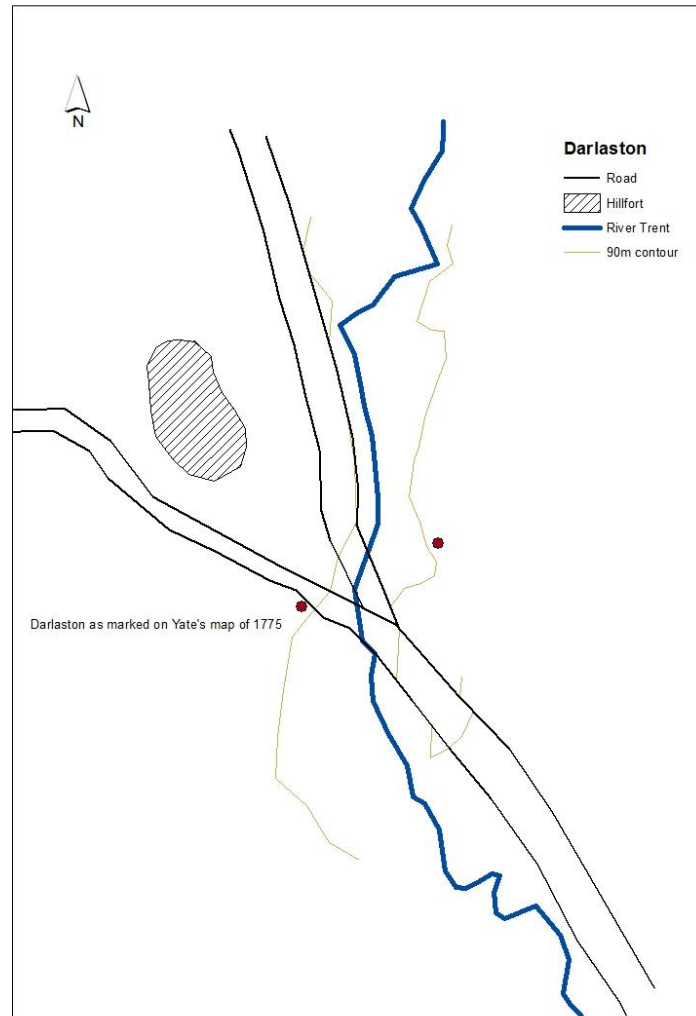 N
Darlaston
Road
Hillfort
River Trent
90m contour
Darlaston as marked on Yate's map of 1775